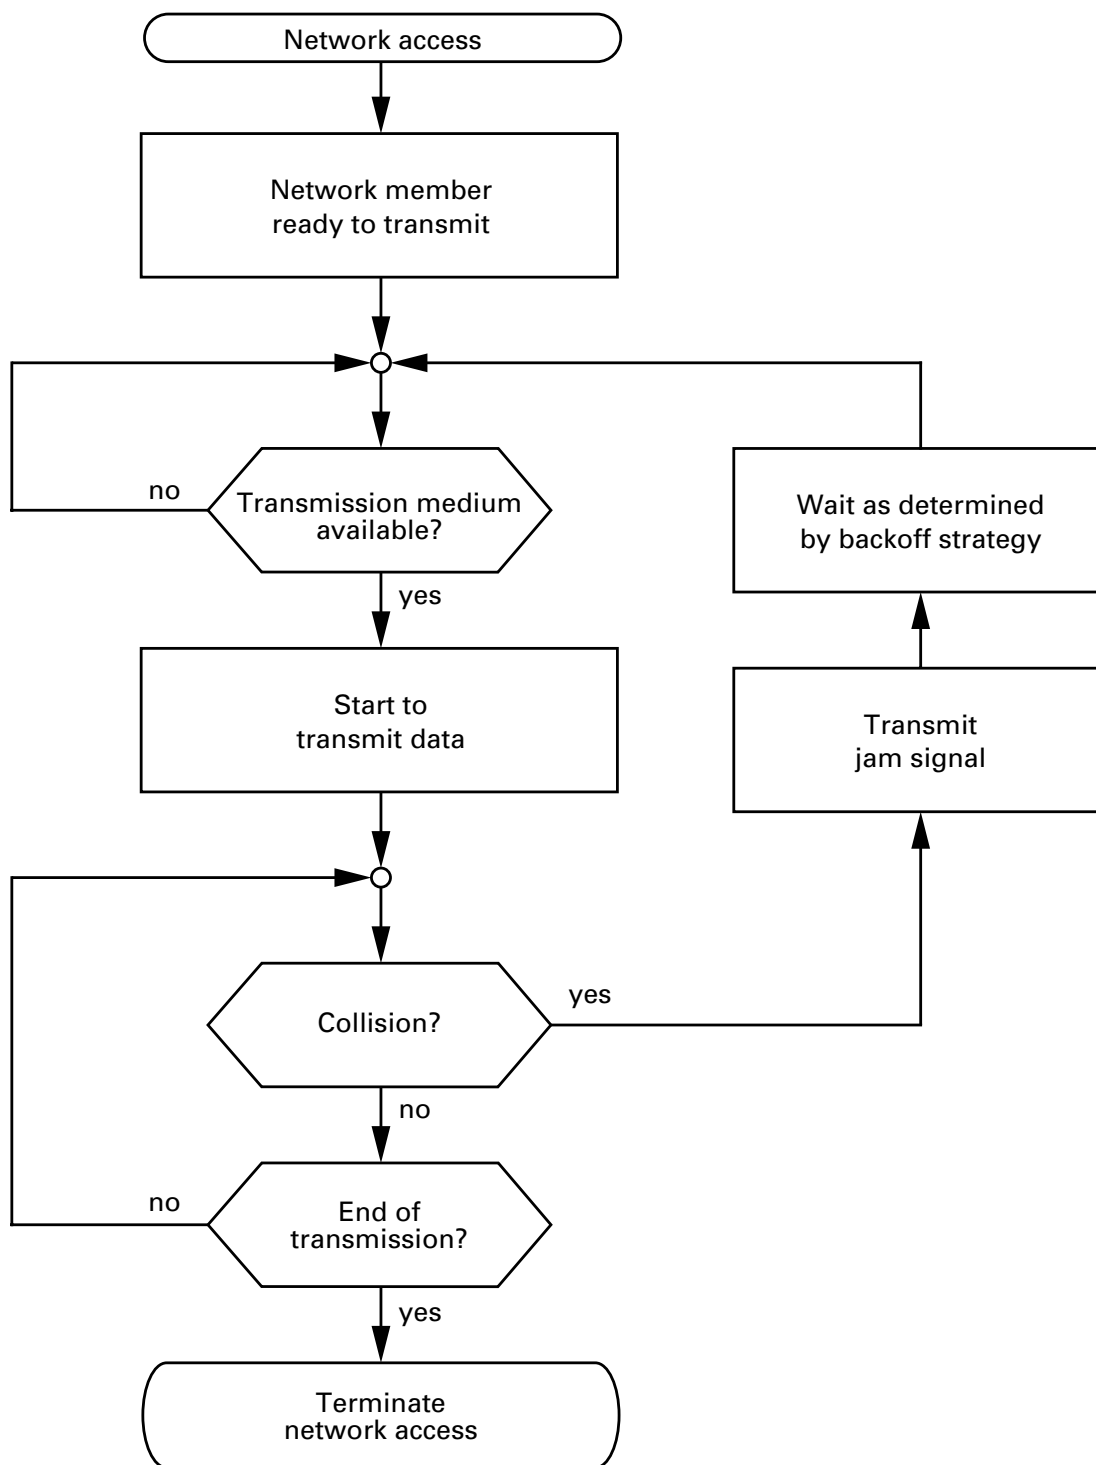 Network access
Network member
ready to transmit
no
Transmission medium
available?
yes
Wait as determined
by backoff strategy
Start to
transmit data
Transmit
jam signal
Collision?
yes
no
no
End of
transmission?
yes
Terminate
network access